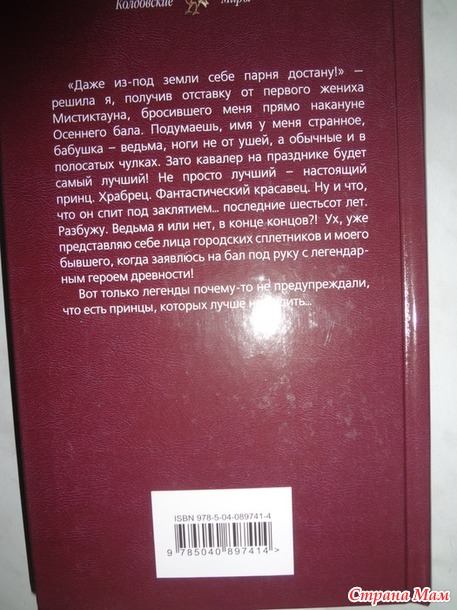 Колдовские Миры
«Даже из-под земли себе парня достану!» –
решила я, получив отставку от первого жениха
Мистиктауна, бросившего меня прямо накануне
Осеннего бала. Подумаешь, имя у меня странное,
бабушка – ведьма, ноги не от ушей, а обычные и в
полосатых чулках. Зато кавалер на празднике будет
самый лучший! Не просто лучший – настоящий
принц. Храбрец. Фантастический красавец. Ну и что,
что он спит под заклятием... последние шестьсот лет.
Разбужу. Ведьма я или нет, в конце концов?! Ух, уже
представляю себе лица городских сплетников и моего
бывшего, когда заявлюсь на бал под руку с легендар-
ным героем древности!
Вот только легенды почему-то не предупреждали,
что есть принцы, которых лучше
ISBN 978-5-04-089741-4
9 785040 897414 >
Страна Мам